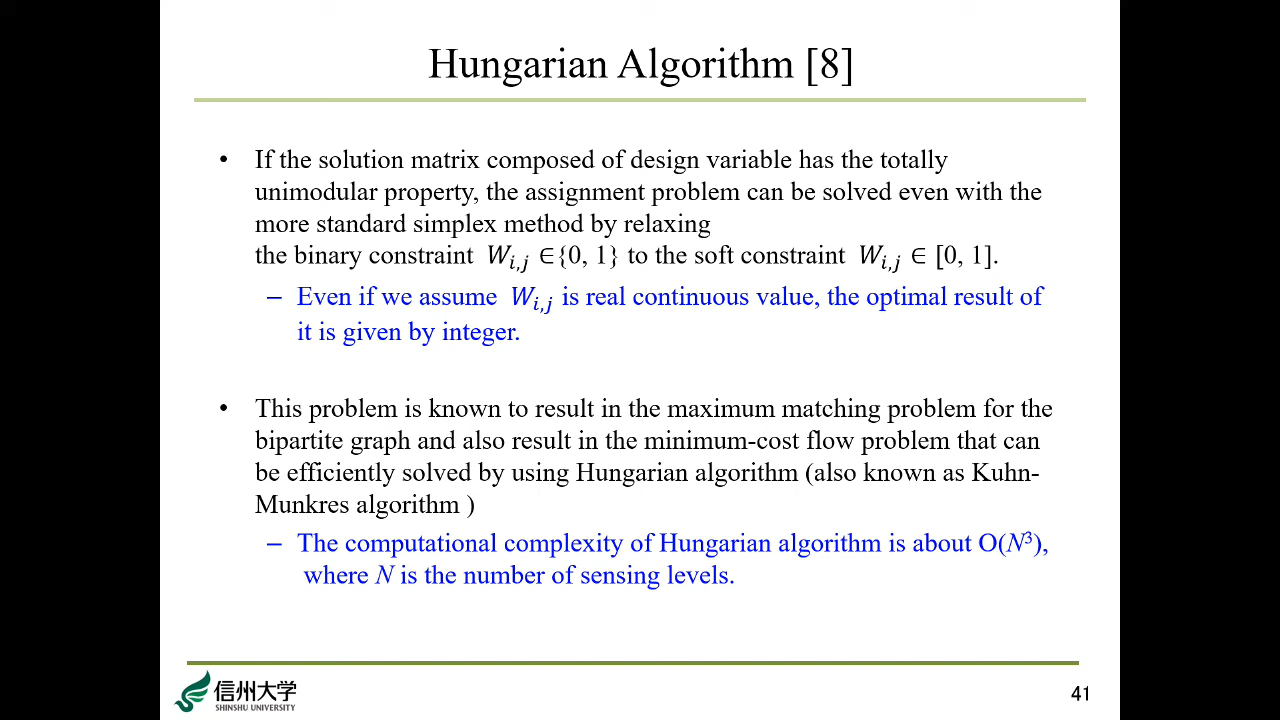 Hungarian Algorithm [8]
• If the solution matrix composed of design variable has the totally
unimodular property, the assignment problem can be solved even with the
more standard simplex method by relaxing
the binary constraint W_{i,j} ∈{0, 1} to the soft constraint W_{i,j} ∈ [0, 1].
– Even if we assume W_{i,j} is real continuous value, the optimal result of
it is given by integer.
• This problem is known to result in the maximum matching problem for the
bipartite graph and also result in the minimum-cost flow problem that can
be efficiently solved by using Hungarian algorithm (also known as Kuhn-
Munkres algorithm )
– The computational complexity of Hungarian algorithm is about O(N³),
where N is the number of sensing levels.
信州大学
SHINSHU UNIVERSITY
41